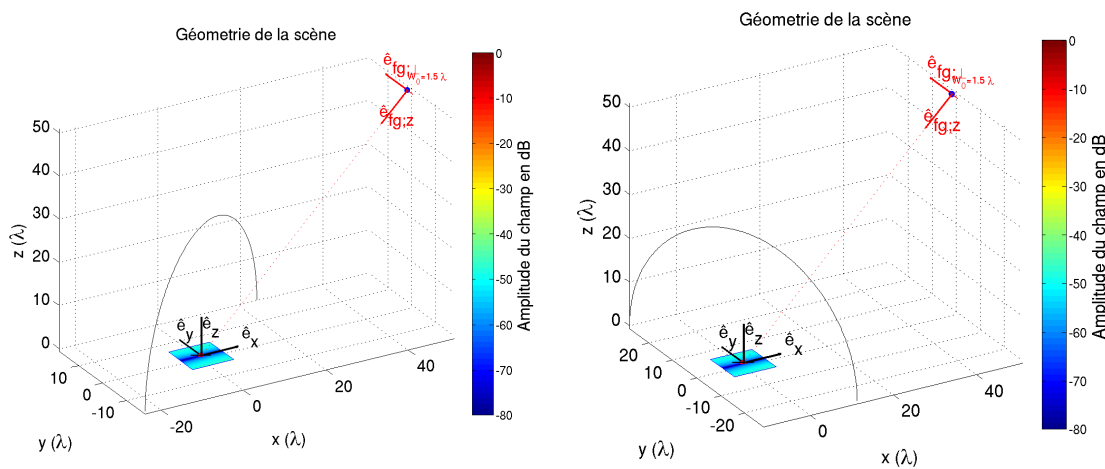 Géometrie de la scène
ê fg;
W0=1.5 λ
ê fg;z
50
40
30
20
10
0
z (λ)
10
0
-10
y (λ)
-20
0
20
40
x (λ)
ê y
ê z
ê x
0
-10
-20
-30
-40
-50
-60
-70
-80
Amplitude du champ en dB
Géometrie de la scène
ê fg;
W0=1.5 λ
ê fg;z
50
40
30
20
10
0
z (λ)
20
10
0
-10
y (λ)
0
20
40
x (λ)
ê y
ê z
ê x
0
-10
-20
-30
-40
-50
-60
-70
-80
Amplitude du champ en dB